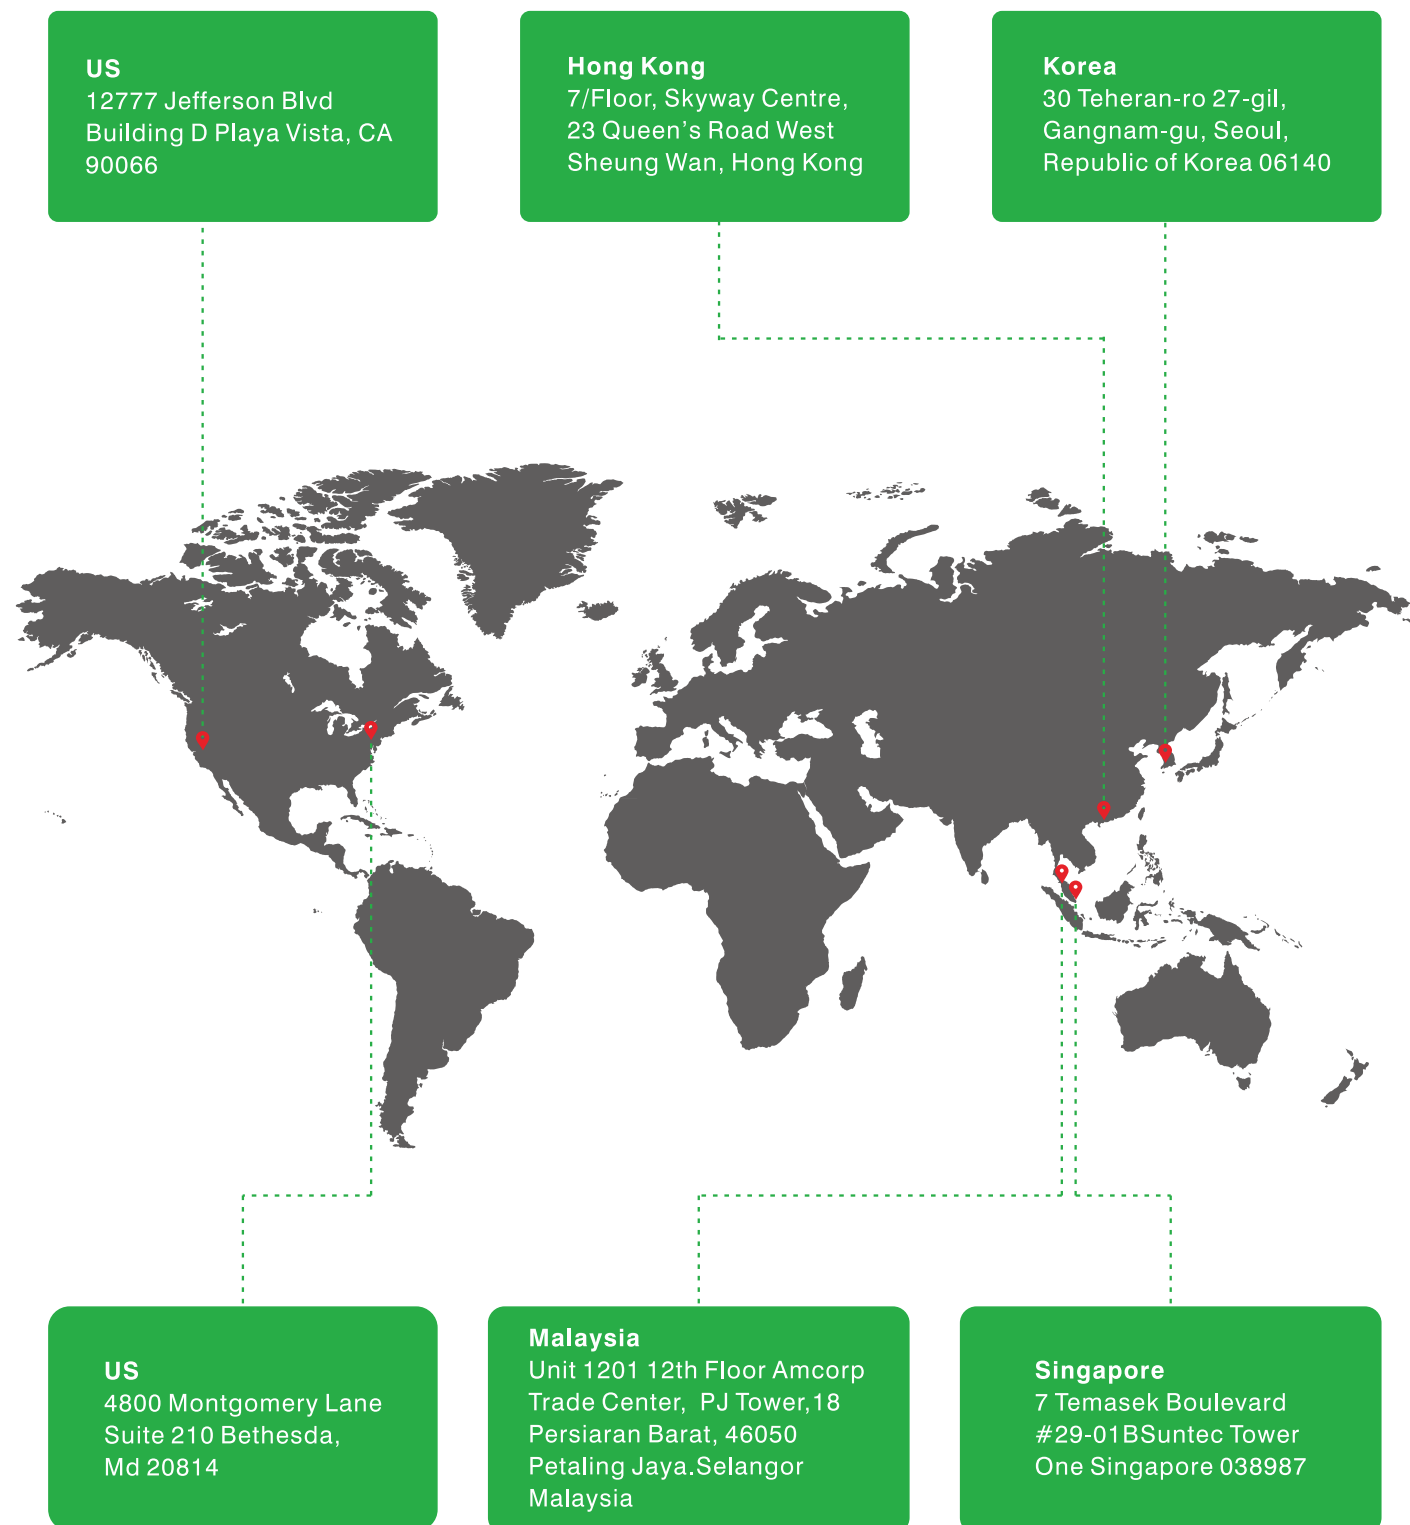 US
12777 Jefferson Blvd
Building D Playa Vista, CA
90066
Hong Kong
7/Floor, Skyway Centre,
23 Queen's Road West
Sheung Wan, Hong Kong
Korea
30 Teheran-ro 27-gil,
Gangnam-gu, Seoul,
Republic of Korea 06140
US
4800 Montgomery Lane
Suite 210 Bethesda,
Md 20814
Malaysia
Unit 1201 12th Floor Amcorp
Trade Center, PJ Tower,18
Persiaran Barat, 46050
Petaling Jaya.Selangor
Malaysia
Singapore
7 Temasek Boulevard
#29-01BSuntec Tower
One Singapore 038987